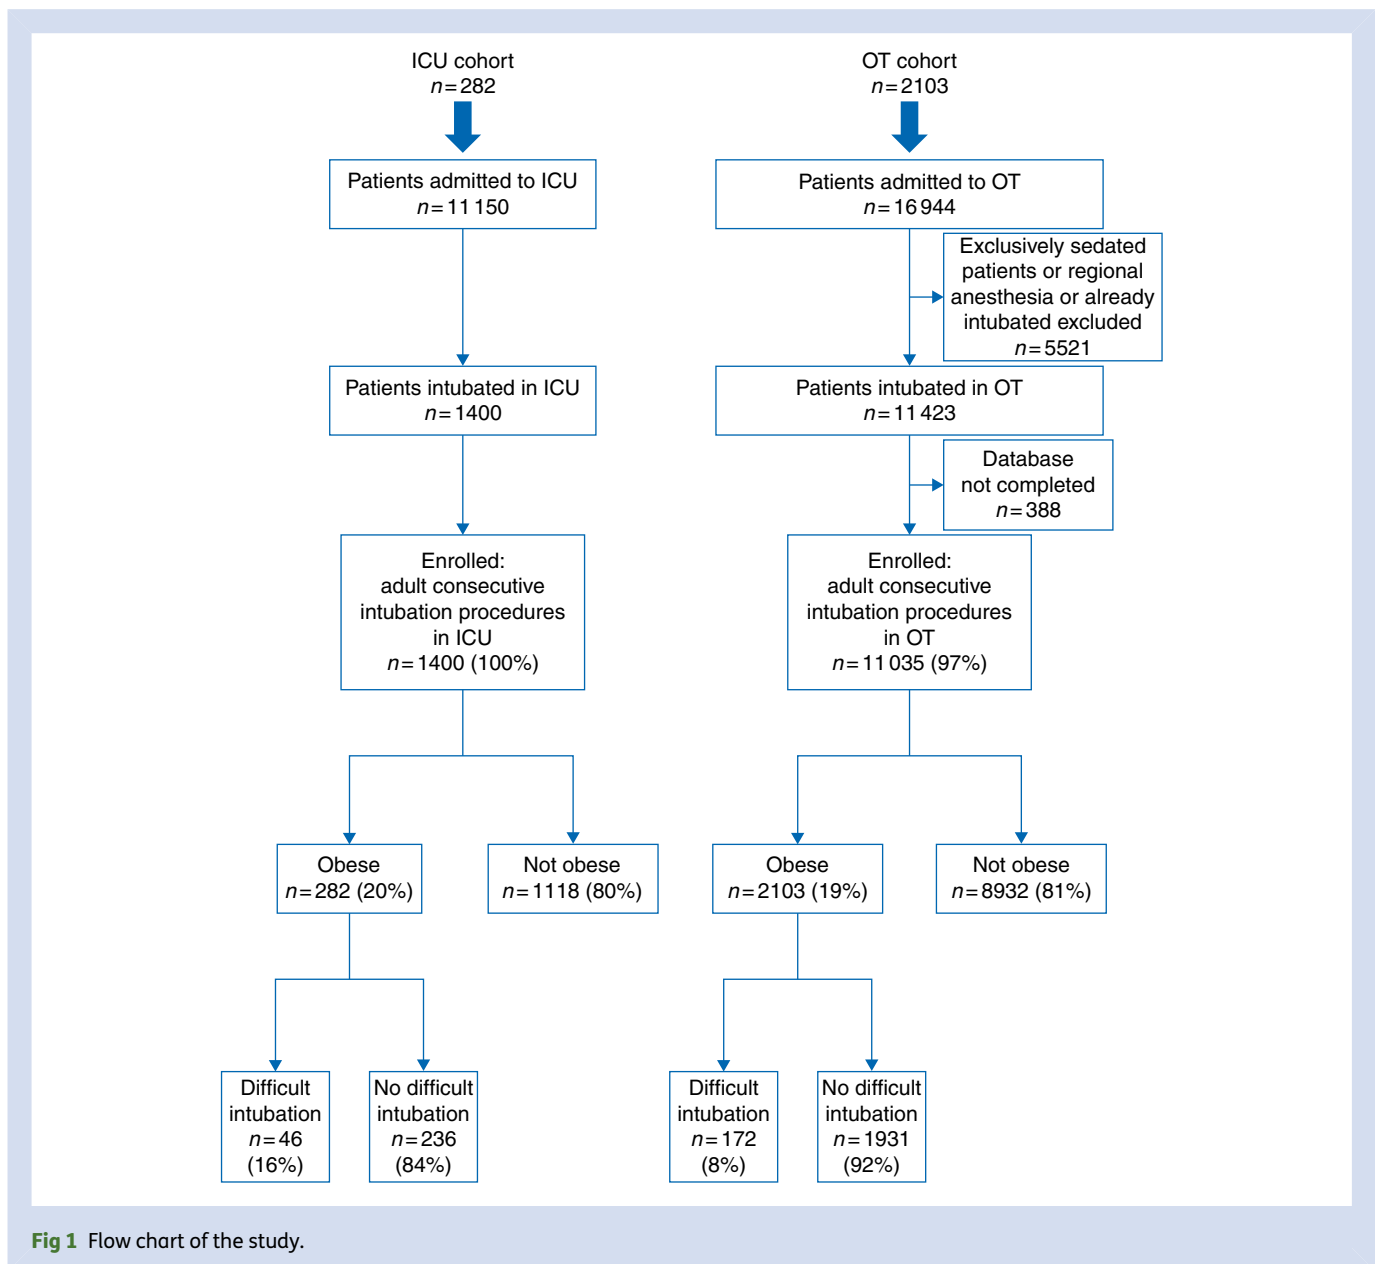 ICU cohort
n=282
OT cohort
n=2103
Patients admitted to ICU
n=11 150
Patients admitted to OT
n=16 944
Exclusively sedated
patients or regional
anesthesia or already
intubated excluded
n=5521
Patients intubated in ICU
n=1400
Patients intubated in OT
n=11 423
Database
not completed
n=388
Enrolled:
adult consecutive
intubation procedures
in ICU
n=1400 (100%)
Enrolled:
adult consecutive
intubation procedures
in OT
n=11 035 (97%)
Obese
n=282 (20%)
Not obese
n=1118 (80%)
Obese
n=2103 (19%)
Not obese
n=8932 (81%)
Difficult
intubation
n=46
(16%)
No difficult
intubation
n=236
(84%)
Difficult
intubation
n=172
(8%)
No difficult
intubation
n=1931
(92%)
Fig 1 Flow chart of the study.